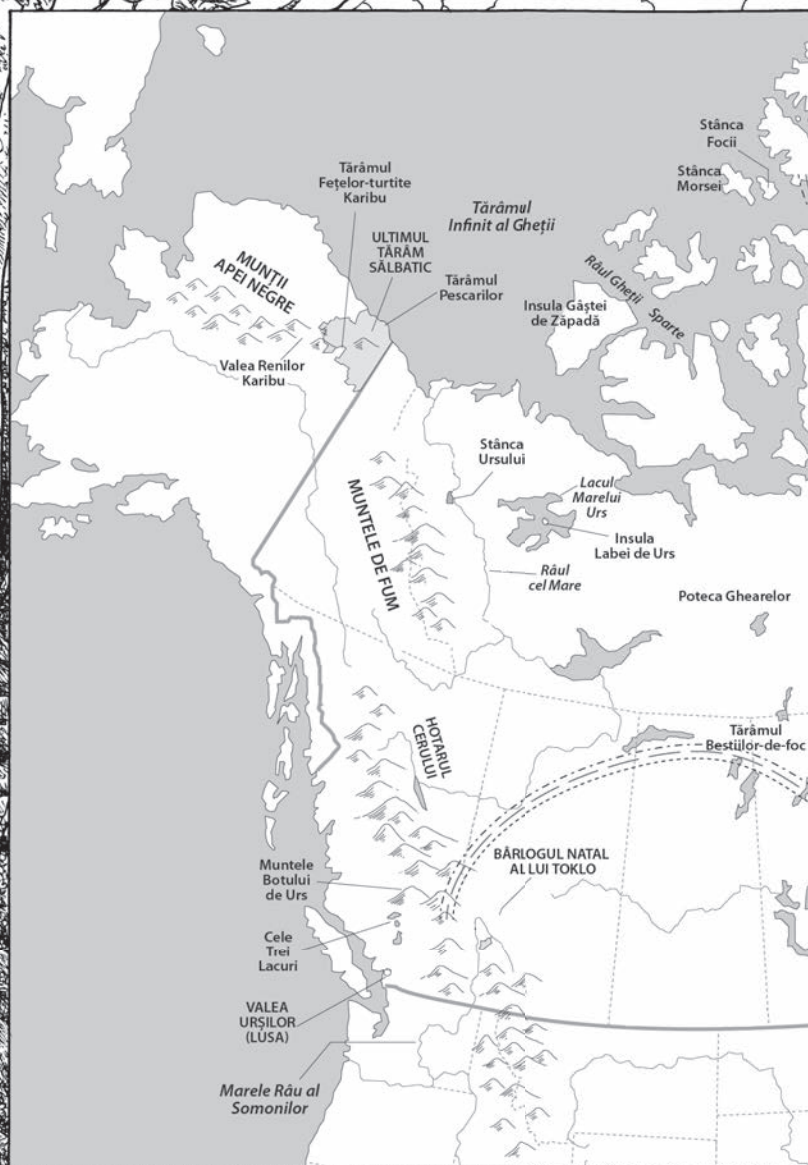 Stânca
Focii
Stânca
Morsei
Tărâmul
Fețelor-turtite
Karibu
Tărâmul
Infinit al Gheții
ULTIMUL
TĂRÂM
SĂLBATIC
MUNȚII
APEI NEGRE
Tărâmul
Pescarilor
Râul Gheții Sparte
Insula Gâștei
de Zăpadă
Valea Renilor
Karibu
Stânca
Ursului
Lacul
Marelui
Urs
MUNTELE DE FUM
Insula
Labei de Urs
Râul
cel Mare
Poteca Ghearelor
HOTARUL
CERULUI
Tărâmul
Bestiilor-de-foc
BÂRLOGUL NATAL
AL LUI TOKLO
Muntele
Botului
de Urs
Cele
Trei
Lacuri
VALEA
URȘILOR
(LUSA)
Marele Râu al
Somonilor